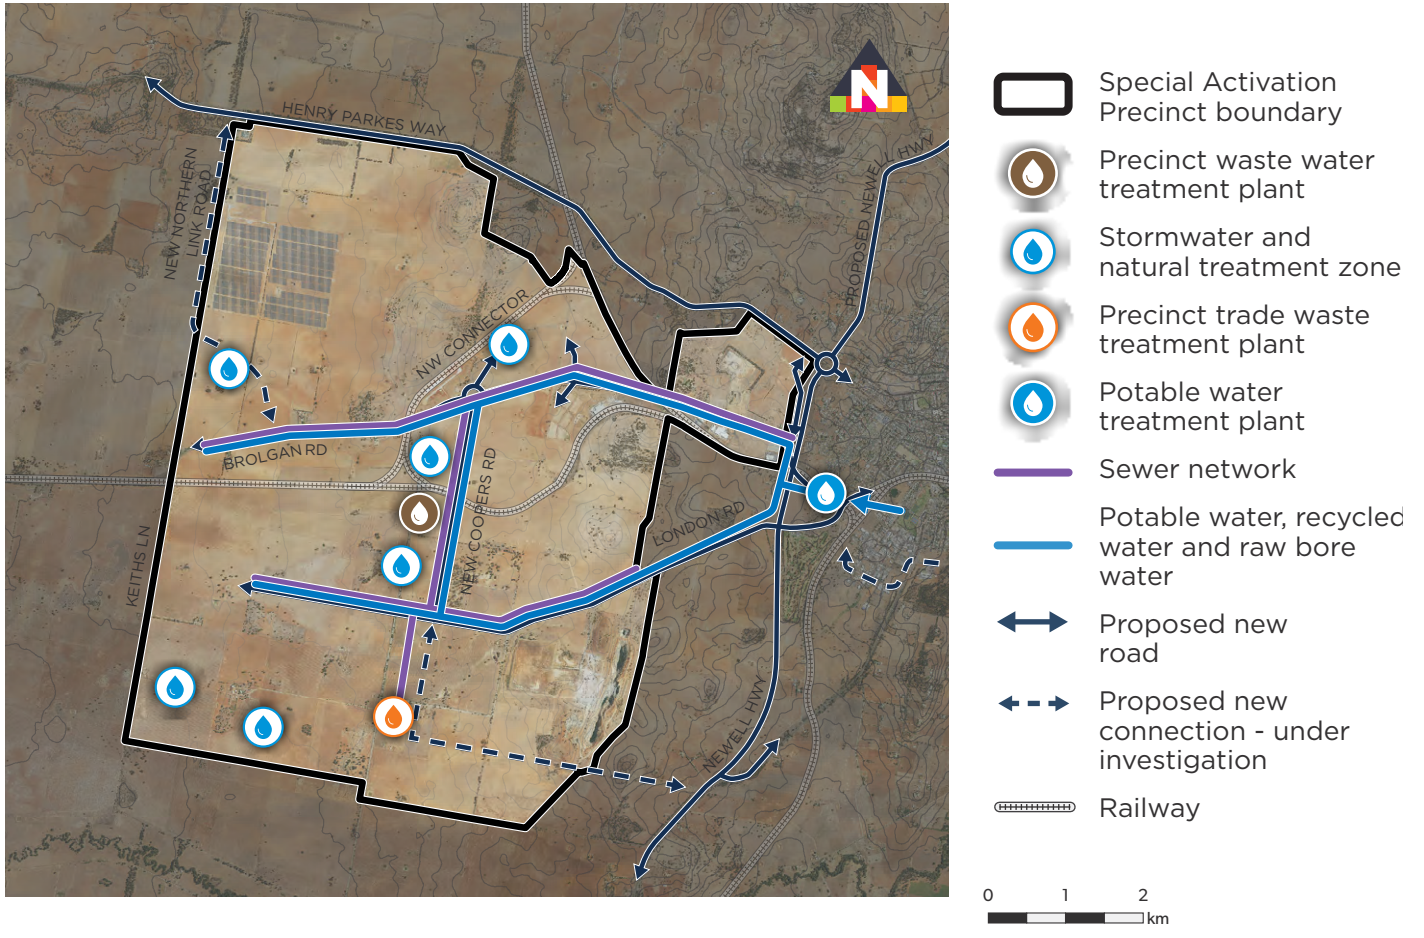 HENRY PARKES WAY
NEW NORTHERN
LINK ROAD
PROPOSED NEWELL HWY
NW CONNECTOR
BROLGAN RD
NEW COOPERS RD
LONDON RD
KEITHS LN
NEWELL HWY
N
Special Activation
Precinct boundary
Precinct waste water
treatment plant
Stormwater and
natural treatment zone
Precinct trade waste
treatment plant
Potable water
treatment plant
Sewer network
Potable water, recycled
water and raw bore
water
Proposed new
road
Proposed new
connection - under
investigation
Railway
0 1 2
km